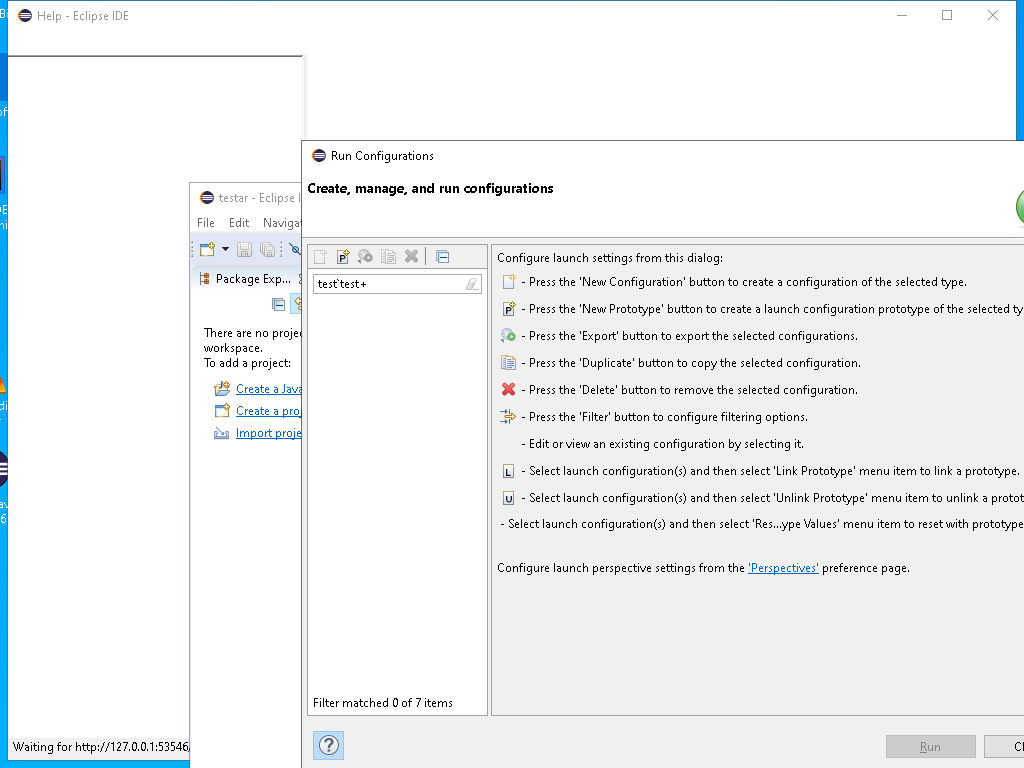 Help - Eclipse IDE
Run Configurations
Create, manage, and run configurations
testar - Eclipse I
File Edit Navigat
Package Exp...
There are no proje
workspace.
To add a project:
Create a Java
Create a pro
Import proje
test`test+
Filter matched 0 of 7 items
Configure launch settings from this dialog:
- Press the 'New Configuration' button to create a configuration of the selected type.
- Press the 'New Prototype' button to create a launch configuration prototype of the selected ty
- Press the 'Export' button to export the selected configurations.
- Press the 'Duplicate' button to copy the selected configuration.
- Press the 'Delete' button to remove the selected configuration.
- Press the 'Filter' button to configure filtering options.
- Edit or view an existing configuration by selecting it.
- Select launch configuration(s) and then select 'Link Prototype' menu item to link a prototype.
- Select launch configuration(s) and then select 'Unlink Prototype' menu item to unlink a protot
- Select launch configuration(s) and then select 'Res...ype Values' menu item to reset with prototype
Configure launch perspective settings from the 'Perspectives' preference page.
Waiting for http://127.0.0.1:53546
Run
Cl